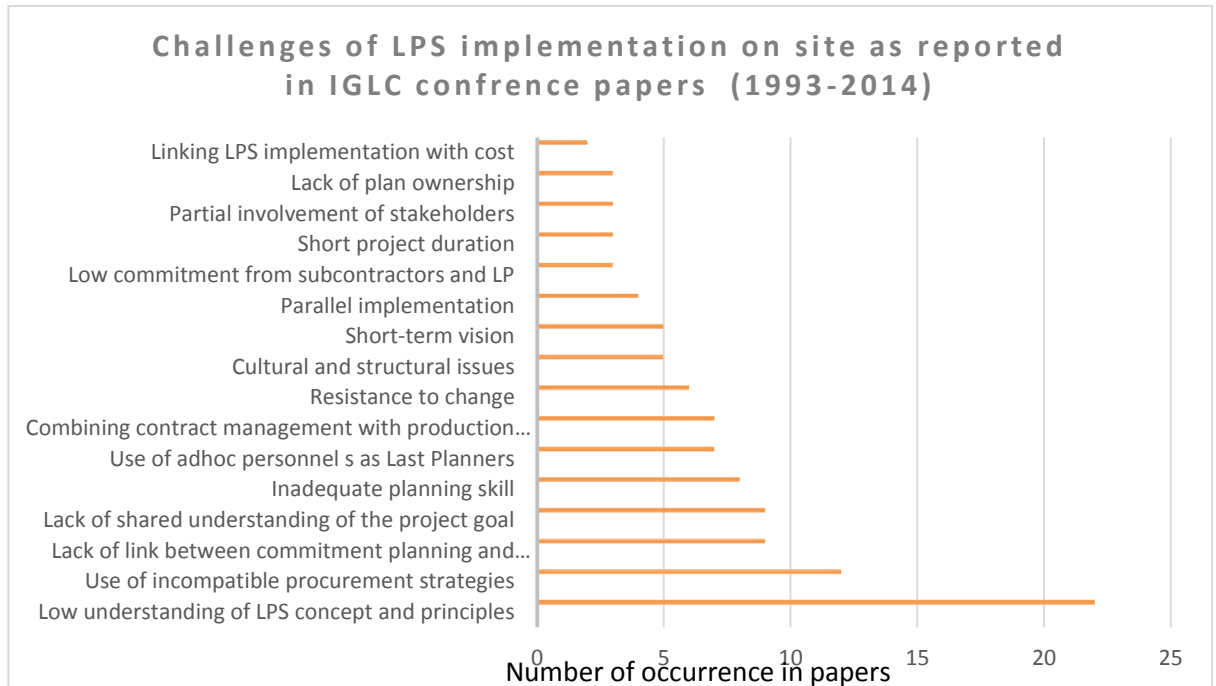 Challenges of LPS implementation on site as reported
in IGLC confrence papers (1993-2014)
Linking LPS implementation with cost
Lack of plan ownership
Partial involvement of stakeholders
Short project duration
Low commitment from subcontractors and LP
Parallel implementation
Short-term vision
Cultural and structural issues
Resistance to change
Combining contract management with production...
Use of adhoc personnel s as Last Planners
Inadequate planning skill
Lack of shared understanding of the project goal
Lack of link between commitment planning and...
Use of incompatible procurement strategies
Low understanding of LPS concept and principles
0 5 10 15 20 25
Number of occurrence in papers